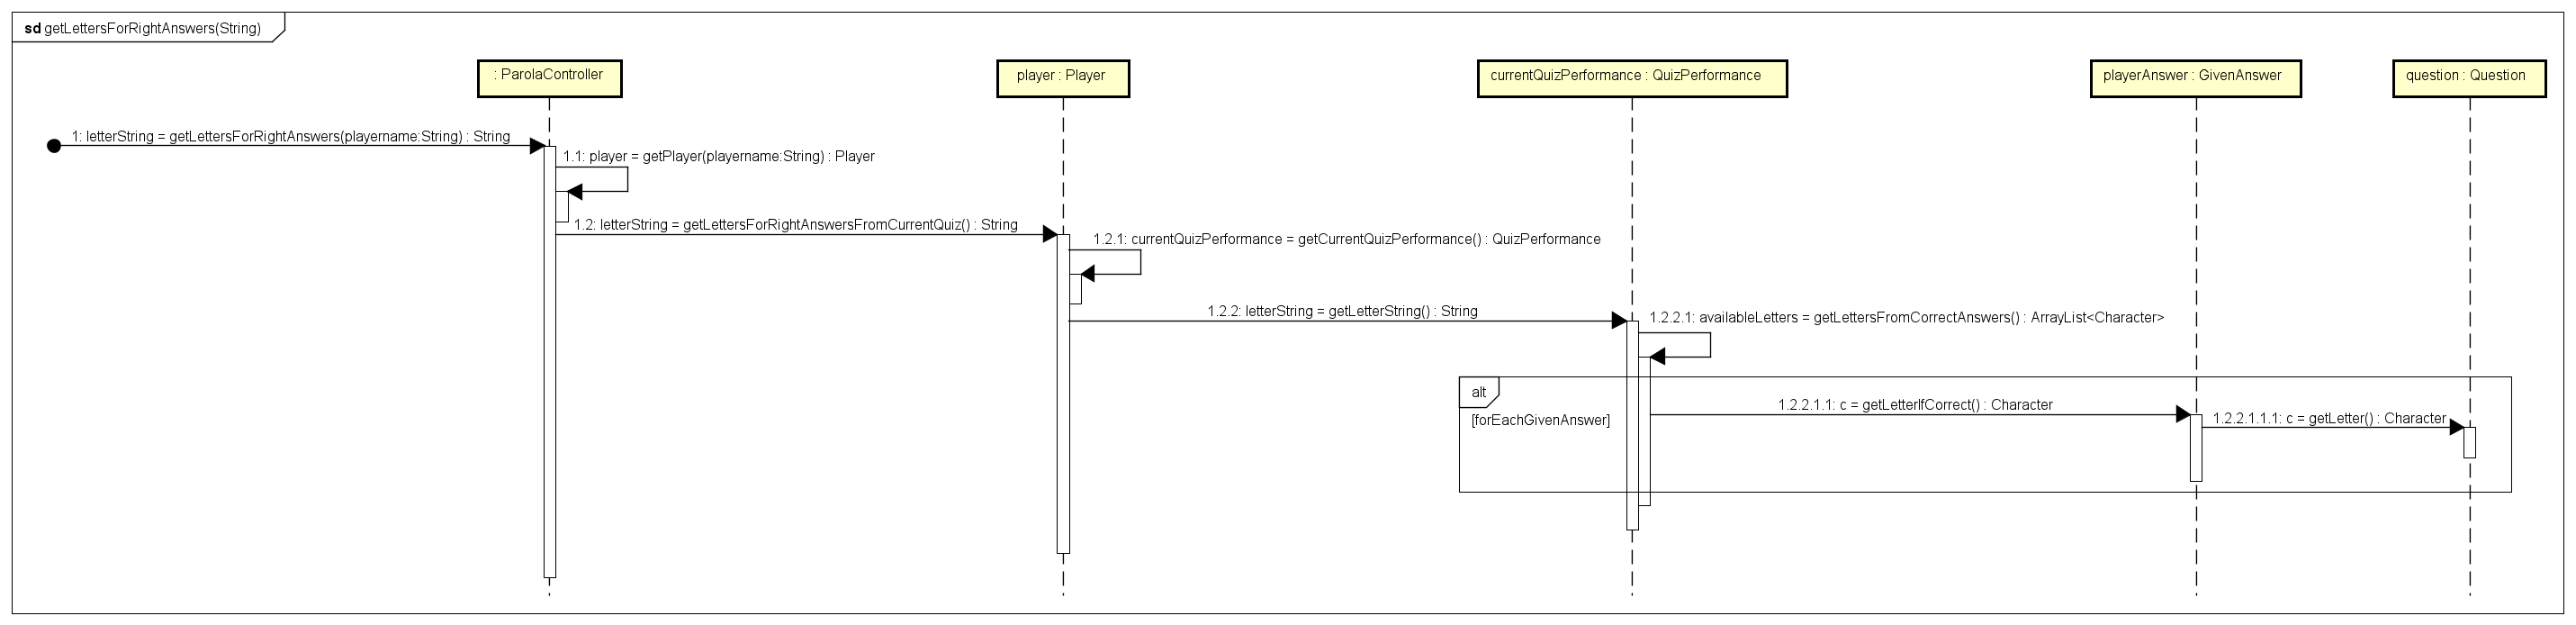 sd getLettersForRightAnswers(String)
: ParolaController
player : Player
currentQuizPerformance : QuizPerformance
playerAnswer : GivenAnswer
question : Question
1: letterString = getLettersForRightAnswers(playername:String) : String
1.1: player = getPlayer(playername:String) : Player
1.2: letterString = getLettersForRightAnswersFromCurrentQuiz() : String
1.2.1: currentQuizPerformance = getCurrentQuizPerformance() : QuizPerformance
1.2.2: letterString = getLetterString() : String
1.2.2.1: availableLetters = getLettersFromCorrectAnswers() : ArrayList<Character>
alt
[forEachGivenAnswer]
1.2.2.1.1: c = getLetterIfCorrect() : Character
1.2.2.1.1.1: c = getLetter() : Character